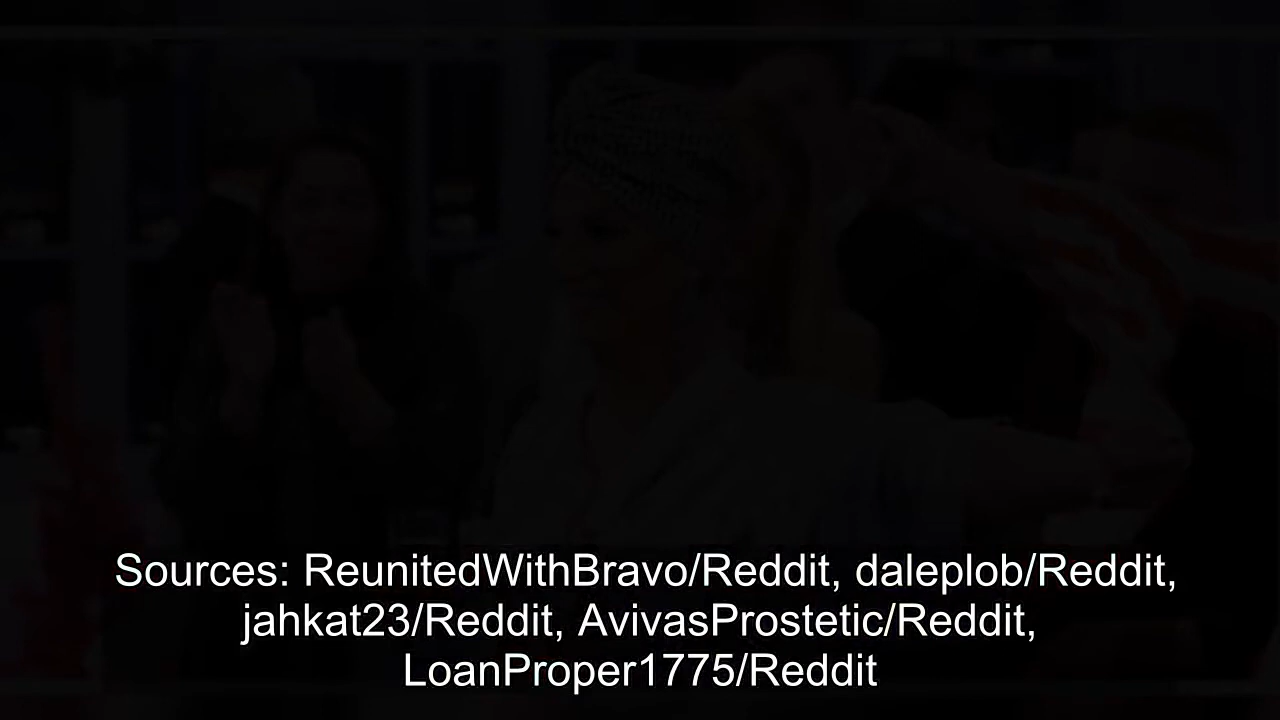 Sources: ReunitedWithBravo/Reddit, daleplob/Reddit,
jahkat23/Reddit, AvivasProstetic/Reddit,
LoanProper1775/Reddit